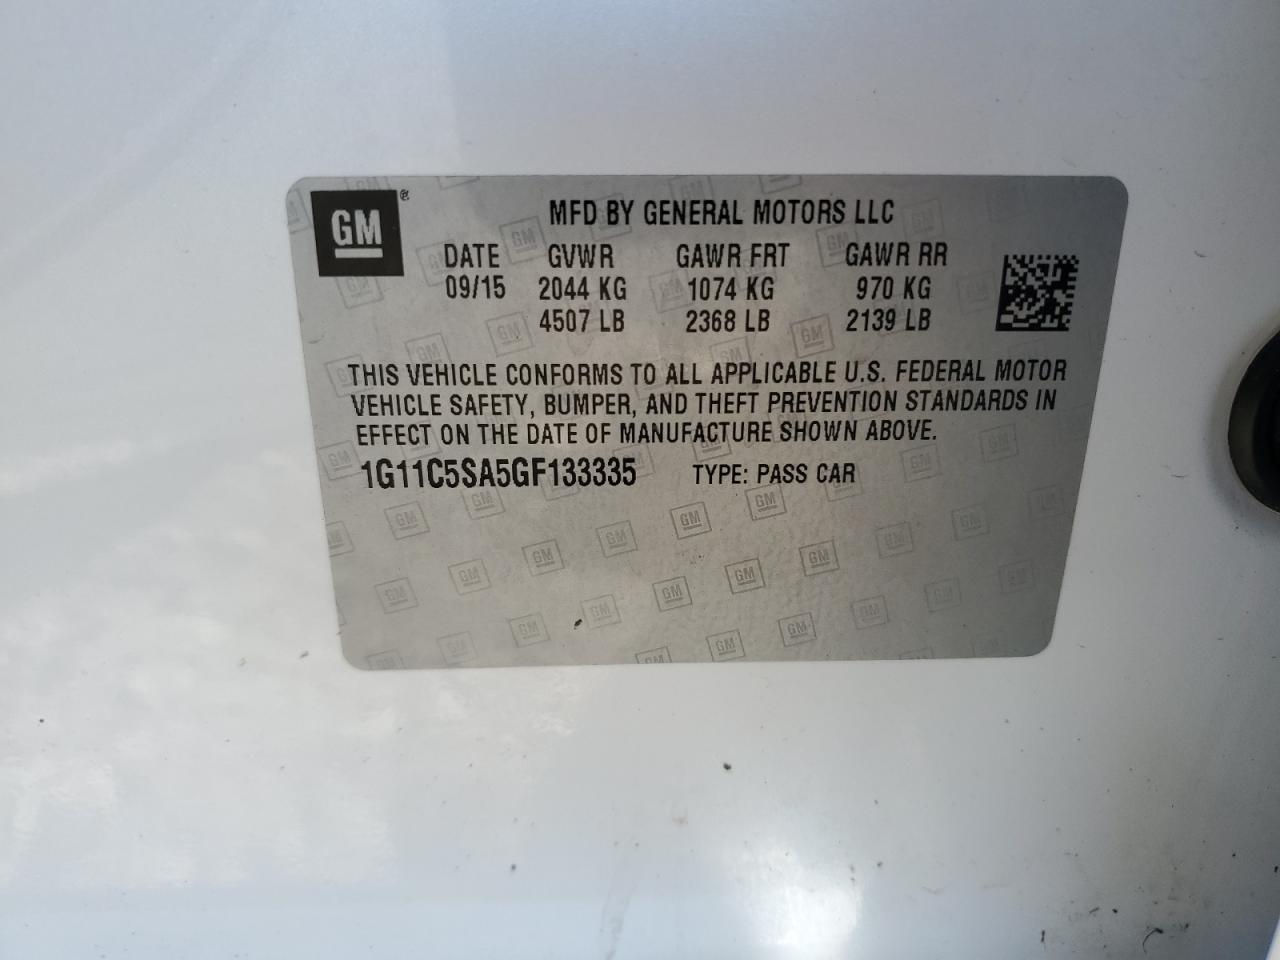 GM®
MFD BY GENERAL MOTORS LLC
DATE GVWR GAWR FRT GAWR RR
09/15 2044 KG 1074 KG 970 KG
4507 LB 2368 LB 2139 LB
THIS VEHICLE CONFORMS TO ALL APPLICABLE U.S. FEDERAL MOTOR
VEHICLE SAFETY, BUMPER, AND THEFT PREVENTION STANDARDS IN
EFFECT ON THE DATE OF MANUFACTURE SHOWN ABOVE.
1G11C5SA5GF133335 TYPE: PASS CAR